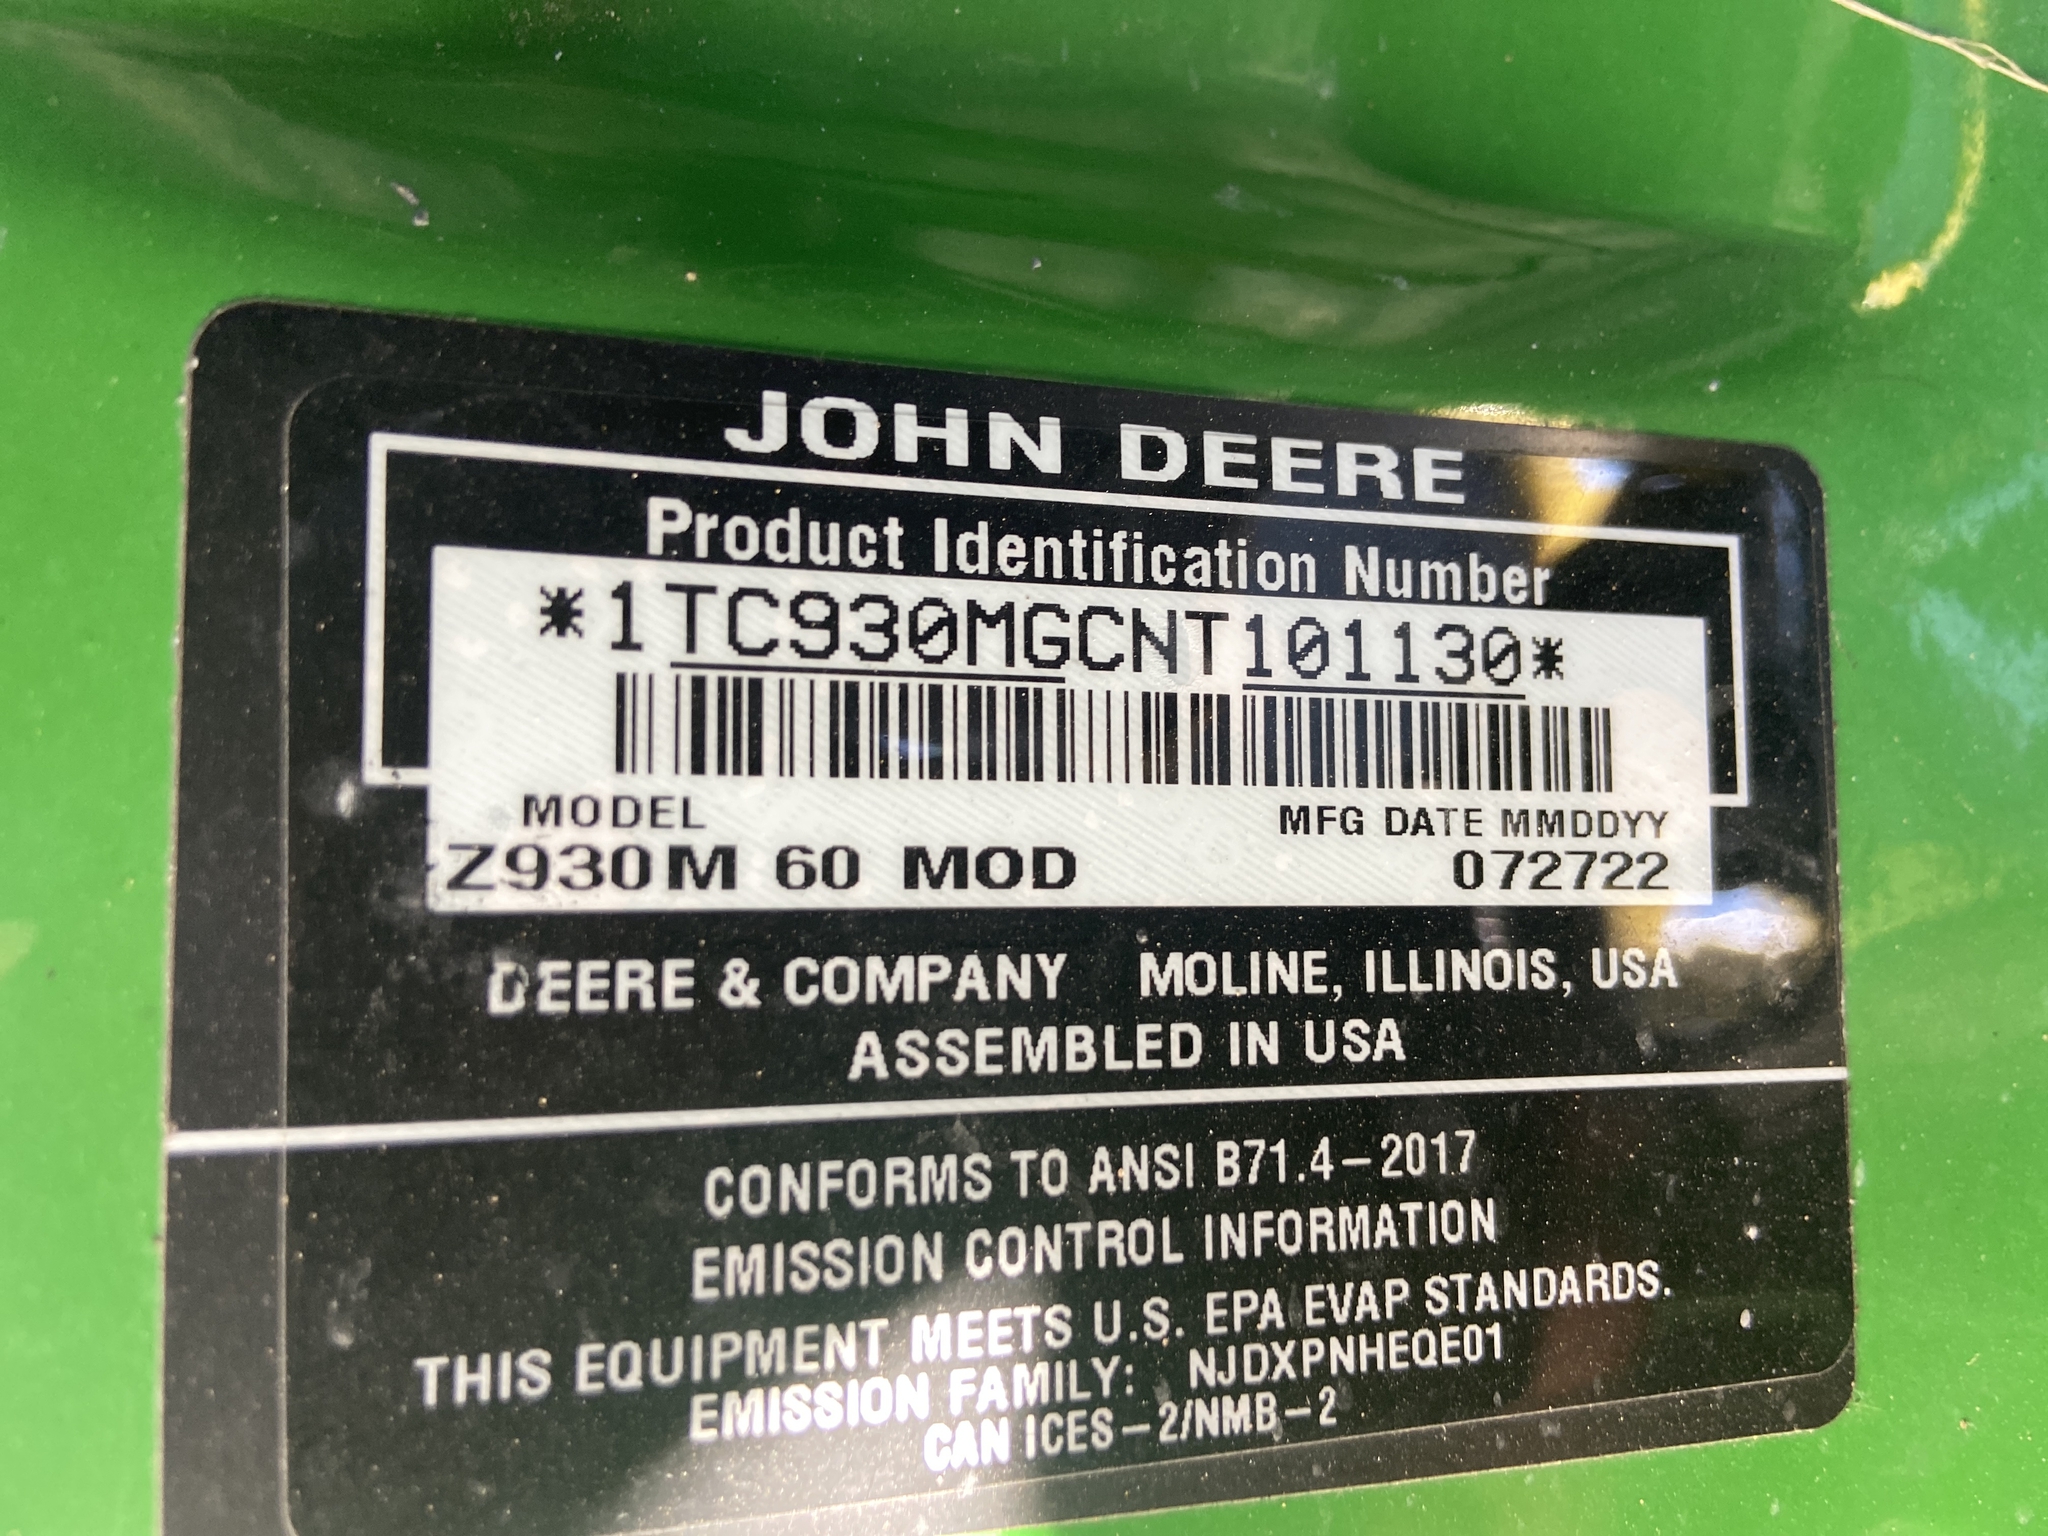 JOHN DEERE
Product Identification Number
*1TC930MGCNT101130*
MODEL MFG DATE MMDDYY
Z930M 60 MOD 072722
DEERE & COMPANY MOLINE, ILLINOIS, USA
ASSEMBLED IN USA
CONFORMS TO ANSI B71.4-2017
EMISSION CONTROL INFORMATION
THIS EQUIPMENT MEETS U.S. EPA EVAP STANDARDS.
EMISSION FAMILY: NJDXPNHEQE01
CAN ICES-2/NMB-2